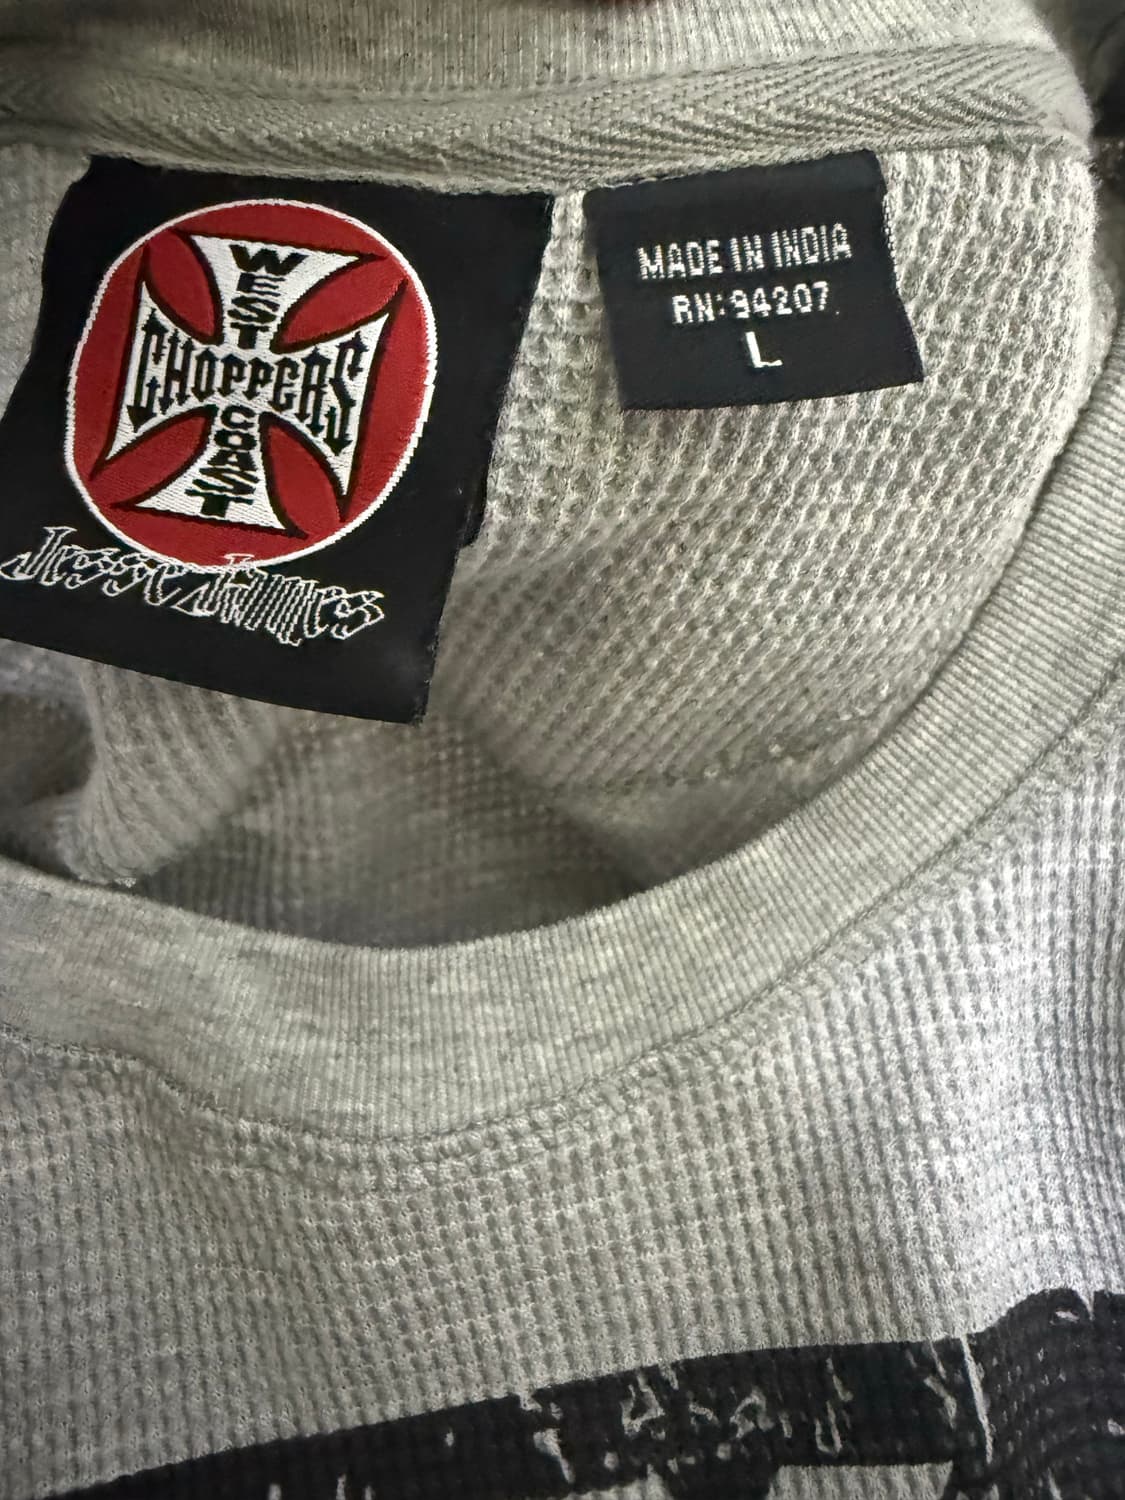 WEST
CHOPPERS
COAST
Jesse James
MADE IN INDIA
RN: 94207
L